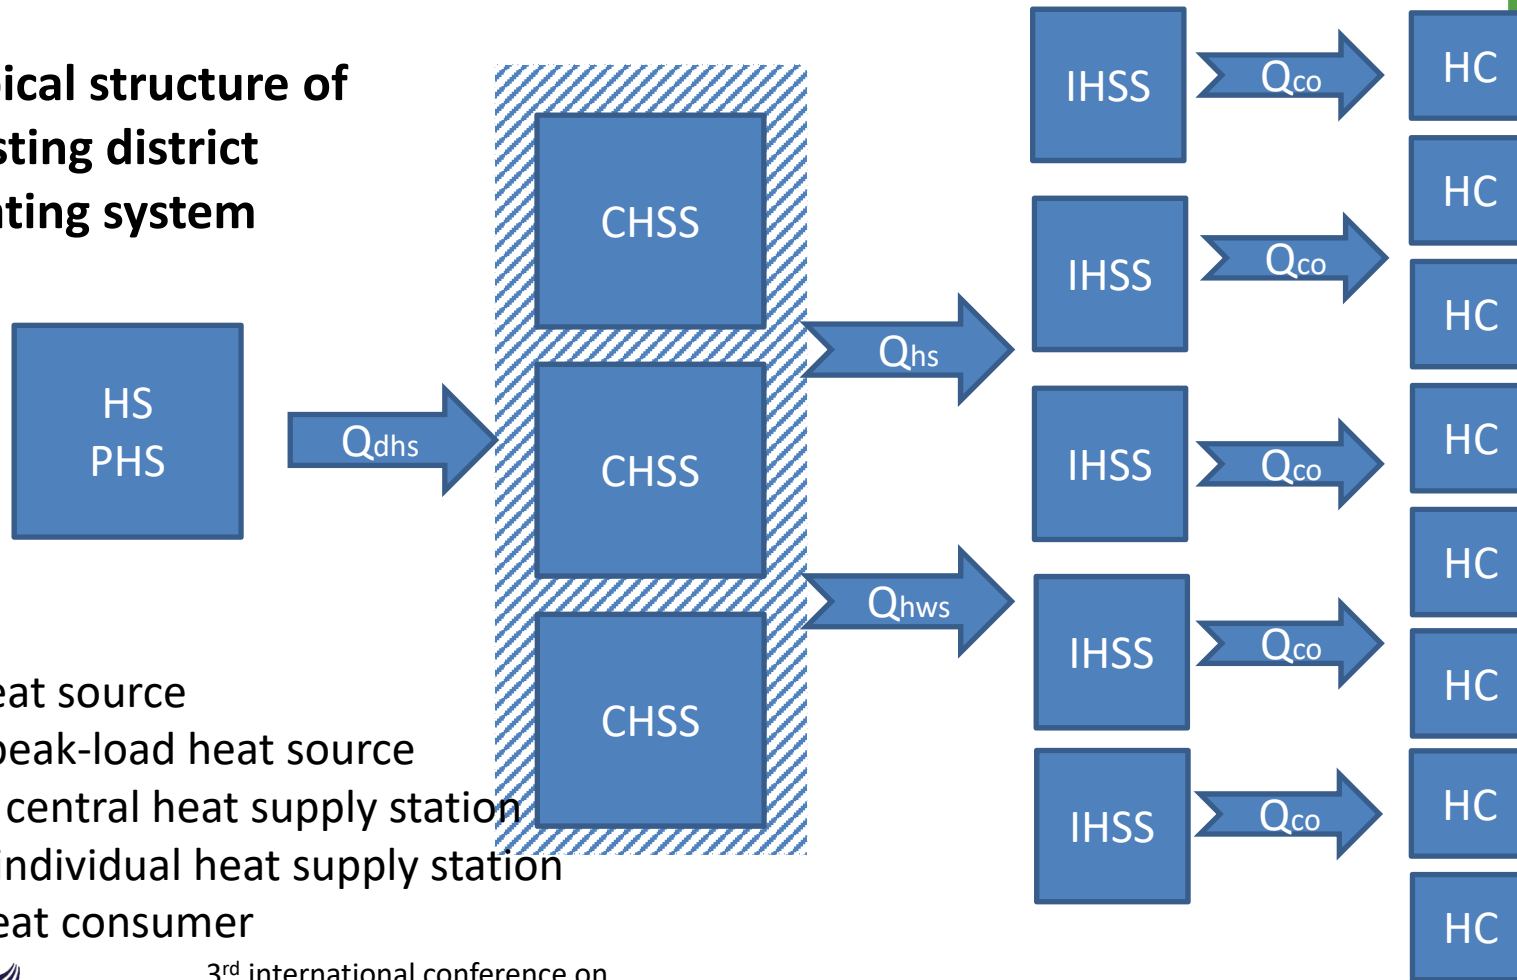 pical structure of
sting district
ting system
HS
PHS
Qdhs
CHSS
CHSS
CHSS
Qhs
Qhws
IHSS
IHSS
IHSS
IHSS
IHSS
Qco
Qco
Qco
Qco
Qco
HC
HC
HC
HC
HC
HC
HC
HC
eat source
peak-load heat source
central heat supply station
individual heat supply station
eat consumer
3rd international conference on